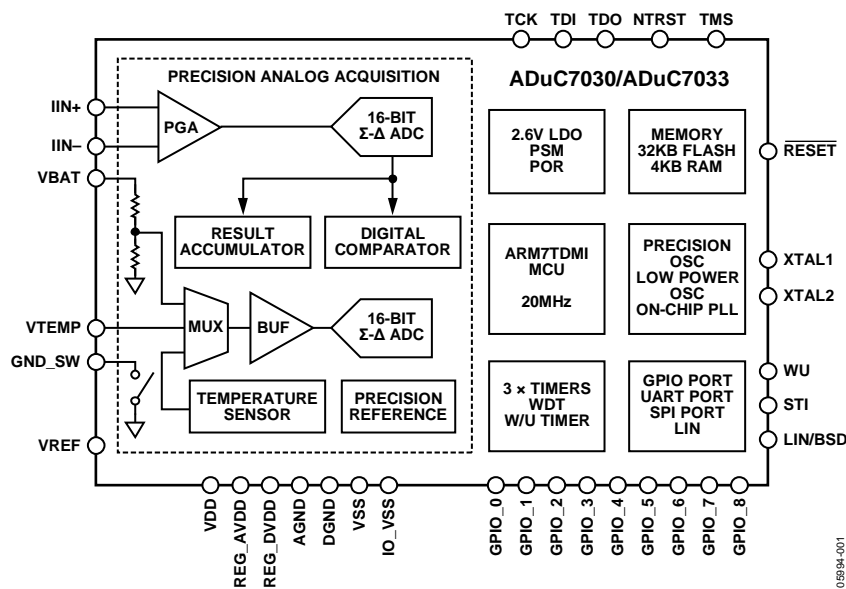 TCK TDI TDO NTRST TMS
PRECISION ANALOG ACQUISITION
ADuC7030/ADuC7033
IIN+
IIN–
VBAT
VTEMP
GND_SW
VREF
PGA
16-BIT
Σ-Δ ADC
RESULT
ACCUMULATOR
DIGITAL
COMPARATOR
MUX
BUF
16-BIT
Σ-Δ ADC
TEMPERATURE
SENSOR
PRECISION
REFERENCE
2.6V LDO
PSM
POR
MEMORY
32KB FLASH
4KB RAM
ARM7TDMI
MCU
20MHz
PRECISION
OSC
LOW POWER
OSC
ON-CHIP PLL
3 × TIMERS
WDT
W/U TIMER
GPIO PORT
UART PORT
SPI PORT
LIN
RESET
XTAL1
XTAL2
WU
STI
LIN/BSD
VDD
REG_AVDD
REG_DVDD
AGND
DGND
VSS
IO_VSS
GPIO_0
GPIO_1
GPIO_2
GPIO_3
GPIO_4
GPIO_5
GPIO_6
GPIO_7
GPIO_8
05994-001